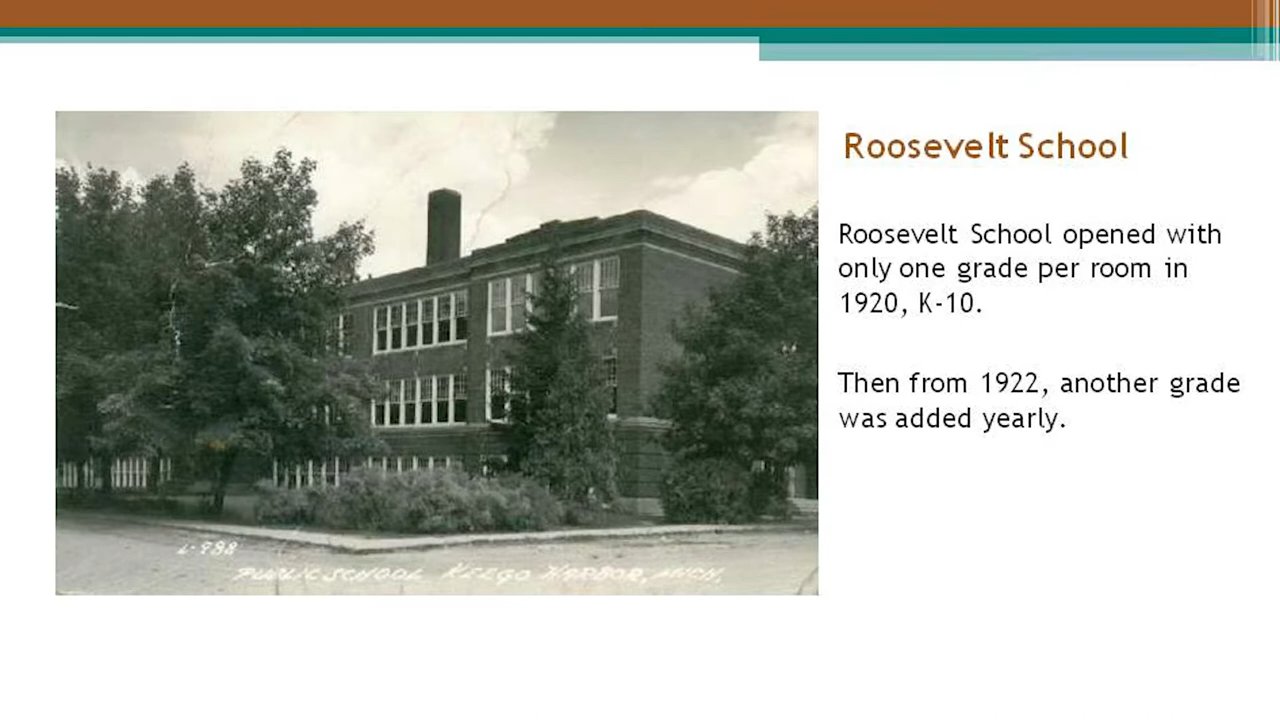 Roosevelt School
Roosevelt School opened with
only one grade per room in
1920, K-10.
Then from 1922, another grade
was added yearly.
L-988
PUBLIC SCHOOL KEEGO HARBOR, MICH.